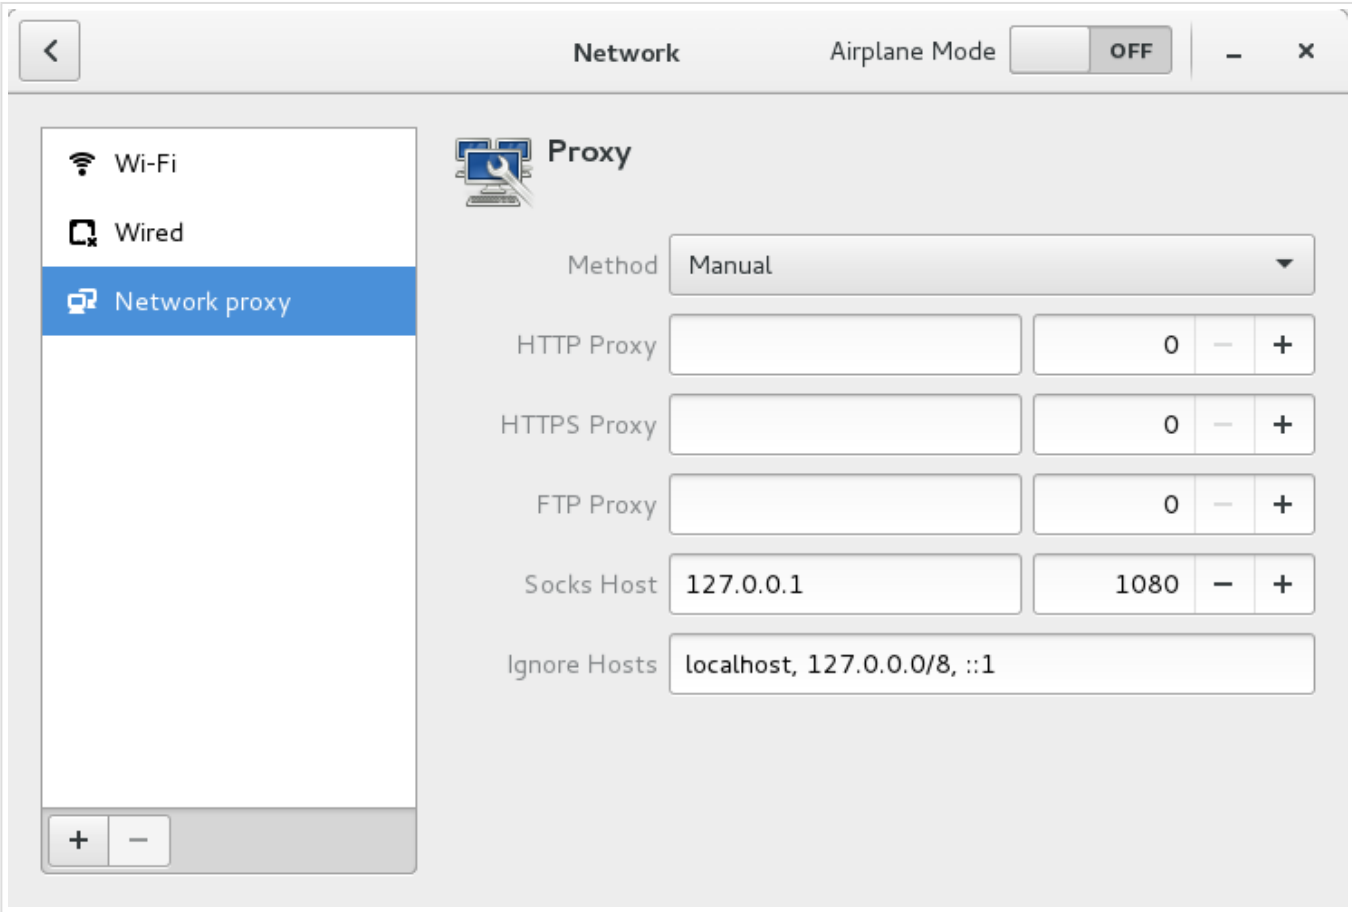 Network Airplane Mode OFF
Wi-Fi
Wired
Network proxy
Proxy
Method Manual
HTTP Proxy 0 − +
HTTPS Proxy 0 − +
FTP Proxy 0 − +
Socks Host 127.0.0.1 1080 − +
Ignore Hosts localhost, 127.0.0.0/8, ::1
+ −